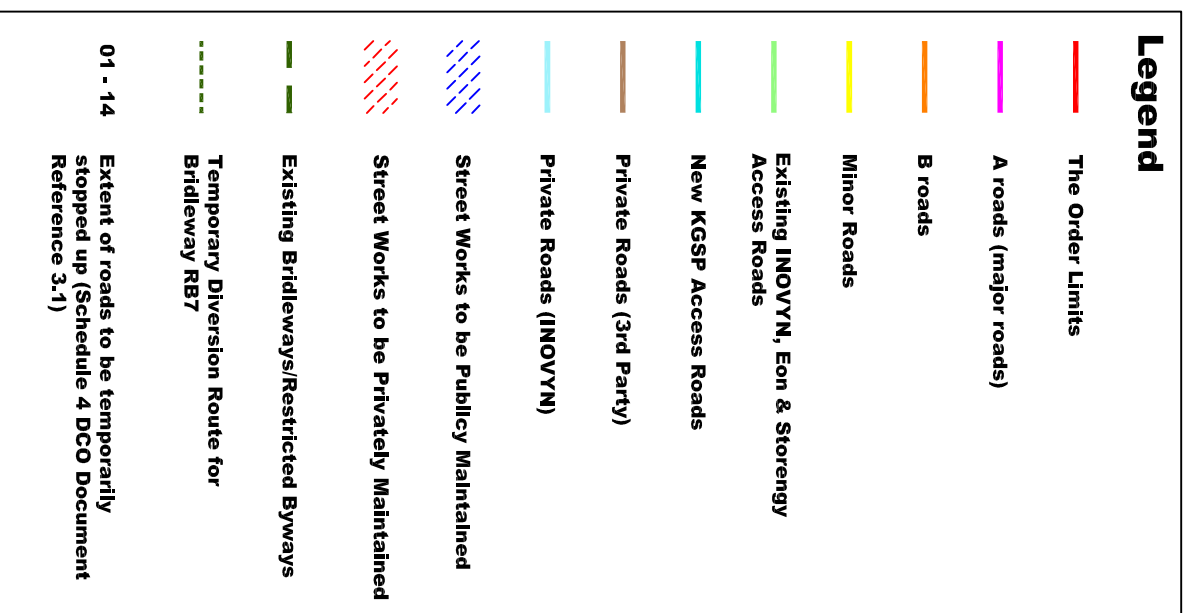 Legend
The Order Limits
A roads (major roads)
B roads
Minor Roads
Existing INOVYN, Eon & Storengy
Access Roads
New KGSP Access Roads
Private Roads (3rd Party)
Private Roads (INOVYN)
Street Works to be Publicy Maintained
Street Works to be Privately Maintained
Existing Bridleways/Restricted Byways
Temporary Diversion Route for
Bridleway RB7
01 - 14 Extent of roads to be temporarily
stopped up (Schedule 4 DCO Document
Reference 3.1)